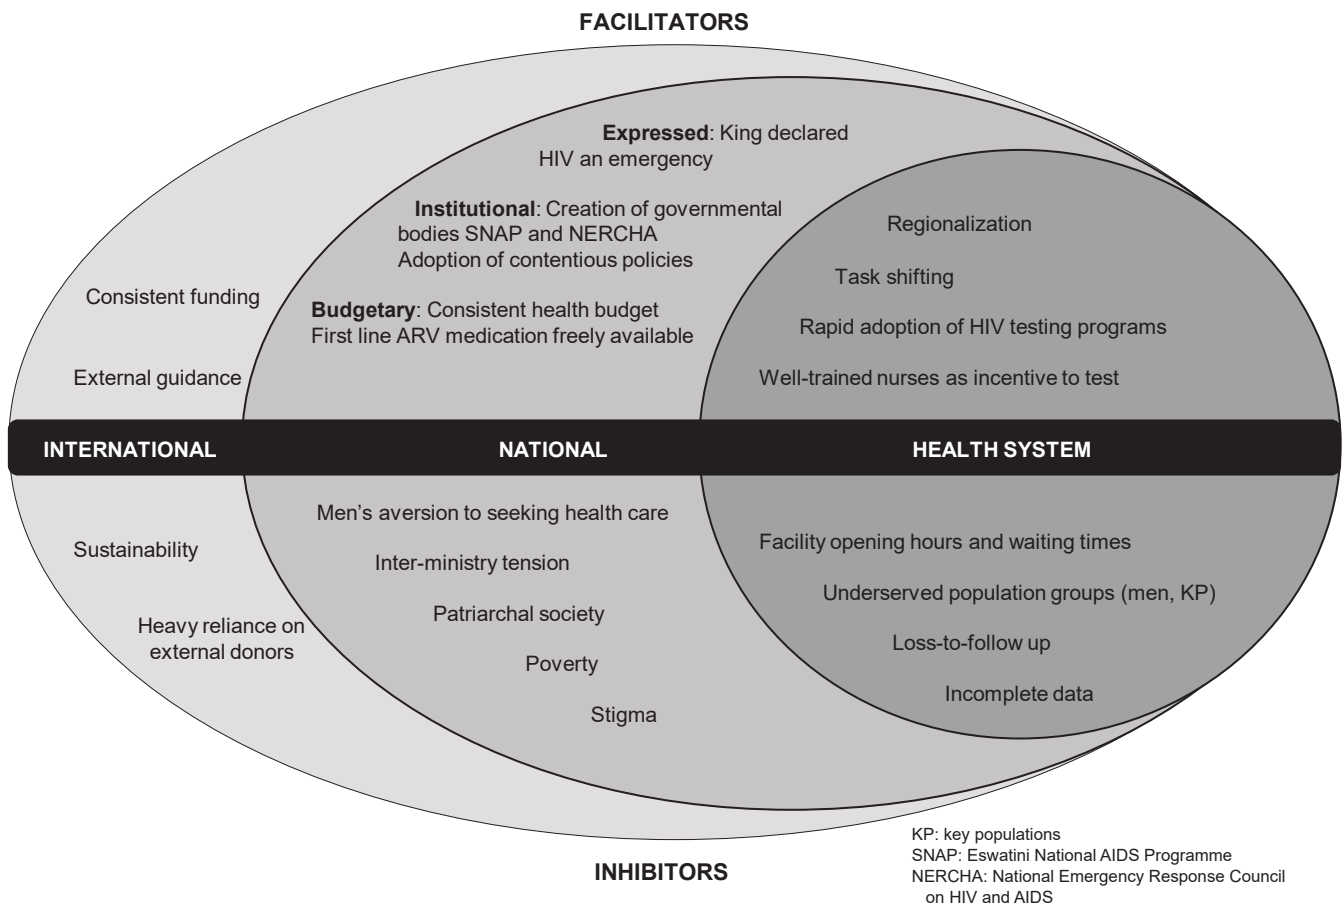 FACILITATORS
Expressed: King declared
HIV an emergency
Institutional: Creation of governmental
bodies SNAP and NERCHA
Adoption of contentious policies
Budgetary: Consistent health budget
First line ARV medication freely available
Consistent funding
External guidance
Regionalization
Task shifting
Rapid adoption of HIV testing programs
Well-trained nurses as incentive to test
INTERNATIONAL
NATIONAL
HEALTH SYSTEM
Sustainability
Heavy reliance on
external donors
Men’s aversion to seeking health care
Inter-ministry tension
Patriarchal society
Poverty
Stigma
Facility opening hours and waiting times
Underserved population groups (men, KP)
Loss-to-follow up
Incomplete data
INHIBITORS
KP: key populations
SNAP: Eswatini National AIDS Programme
NERCHA: National Emergency Response Council
on HIV and AIDS